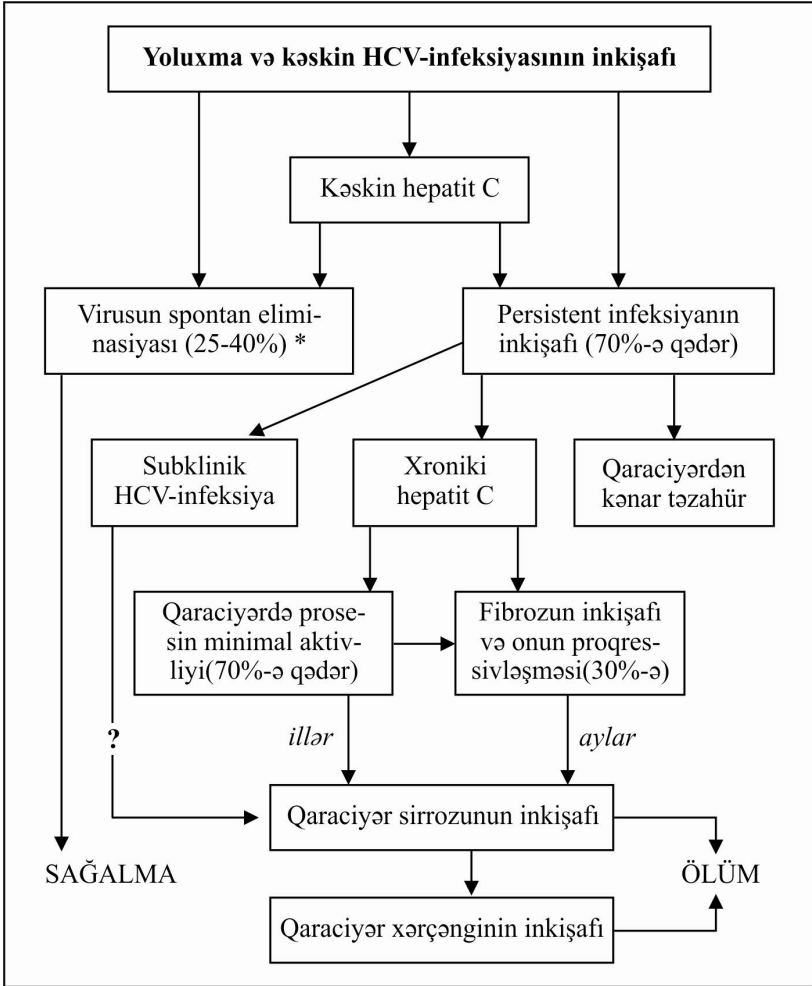 Yoluxma və kəskin HCV-infeksiyasının inkişafı
Kəskin hepatit C
Virusun spontan elimi-
nasiyası (25-40%) *
Persistent infeksiyanın
inkişafı (70%-ə qədər)
Subklinik
HCV-infeksiya
Xroniki
hepatit C
Qaraciyərdən
kənar təzahür
Qaraciyərdə prose-
sin minimal aktiv-
liyi(70%-ə qədər)
Fibrozun inkişafı
və onun proqres-
sivləşməsi(30%-ə)
?
illər
aylar
Qaraciyər sirrozunun inkişafı
SAĞALMA
ÖLÜM
Qaraciyər xərçənginin inkişafı